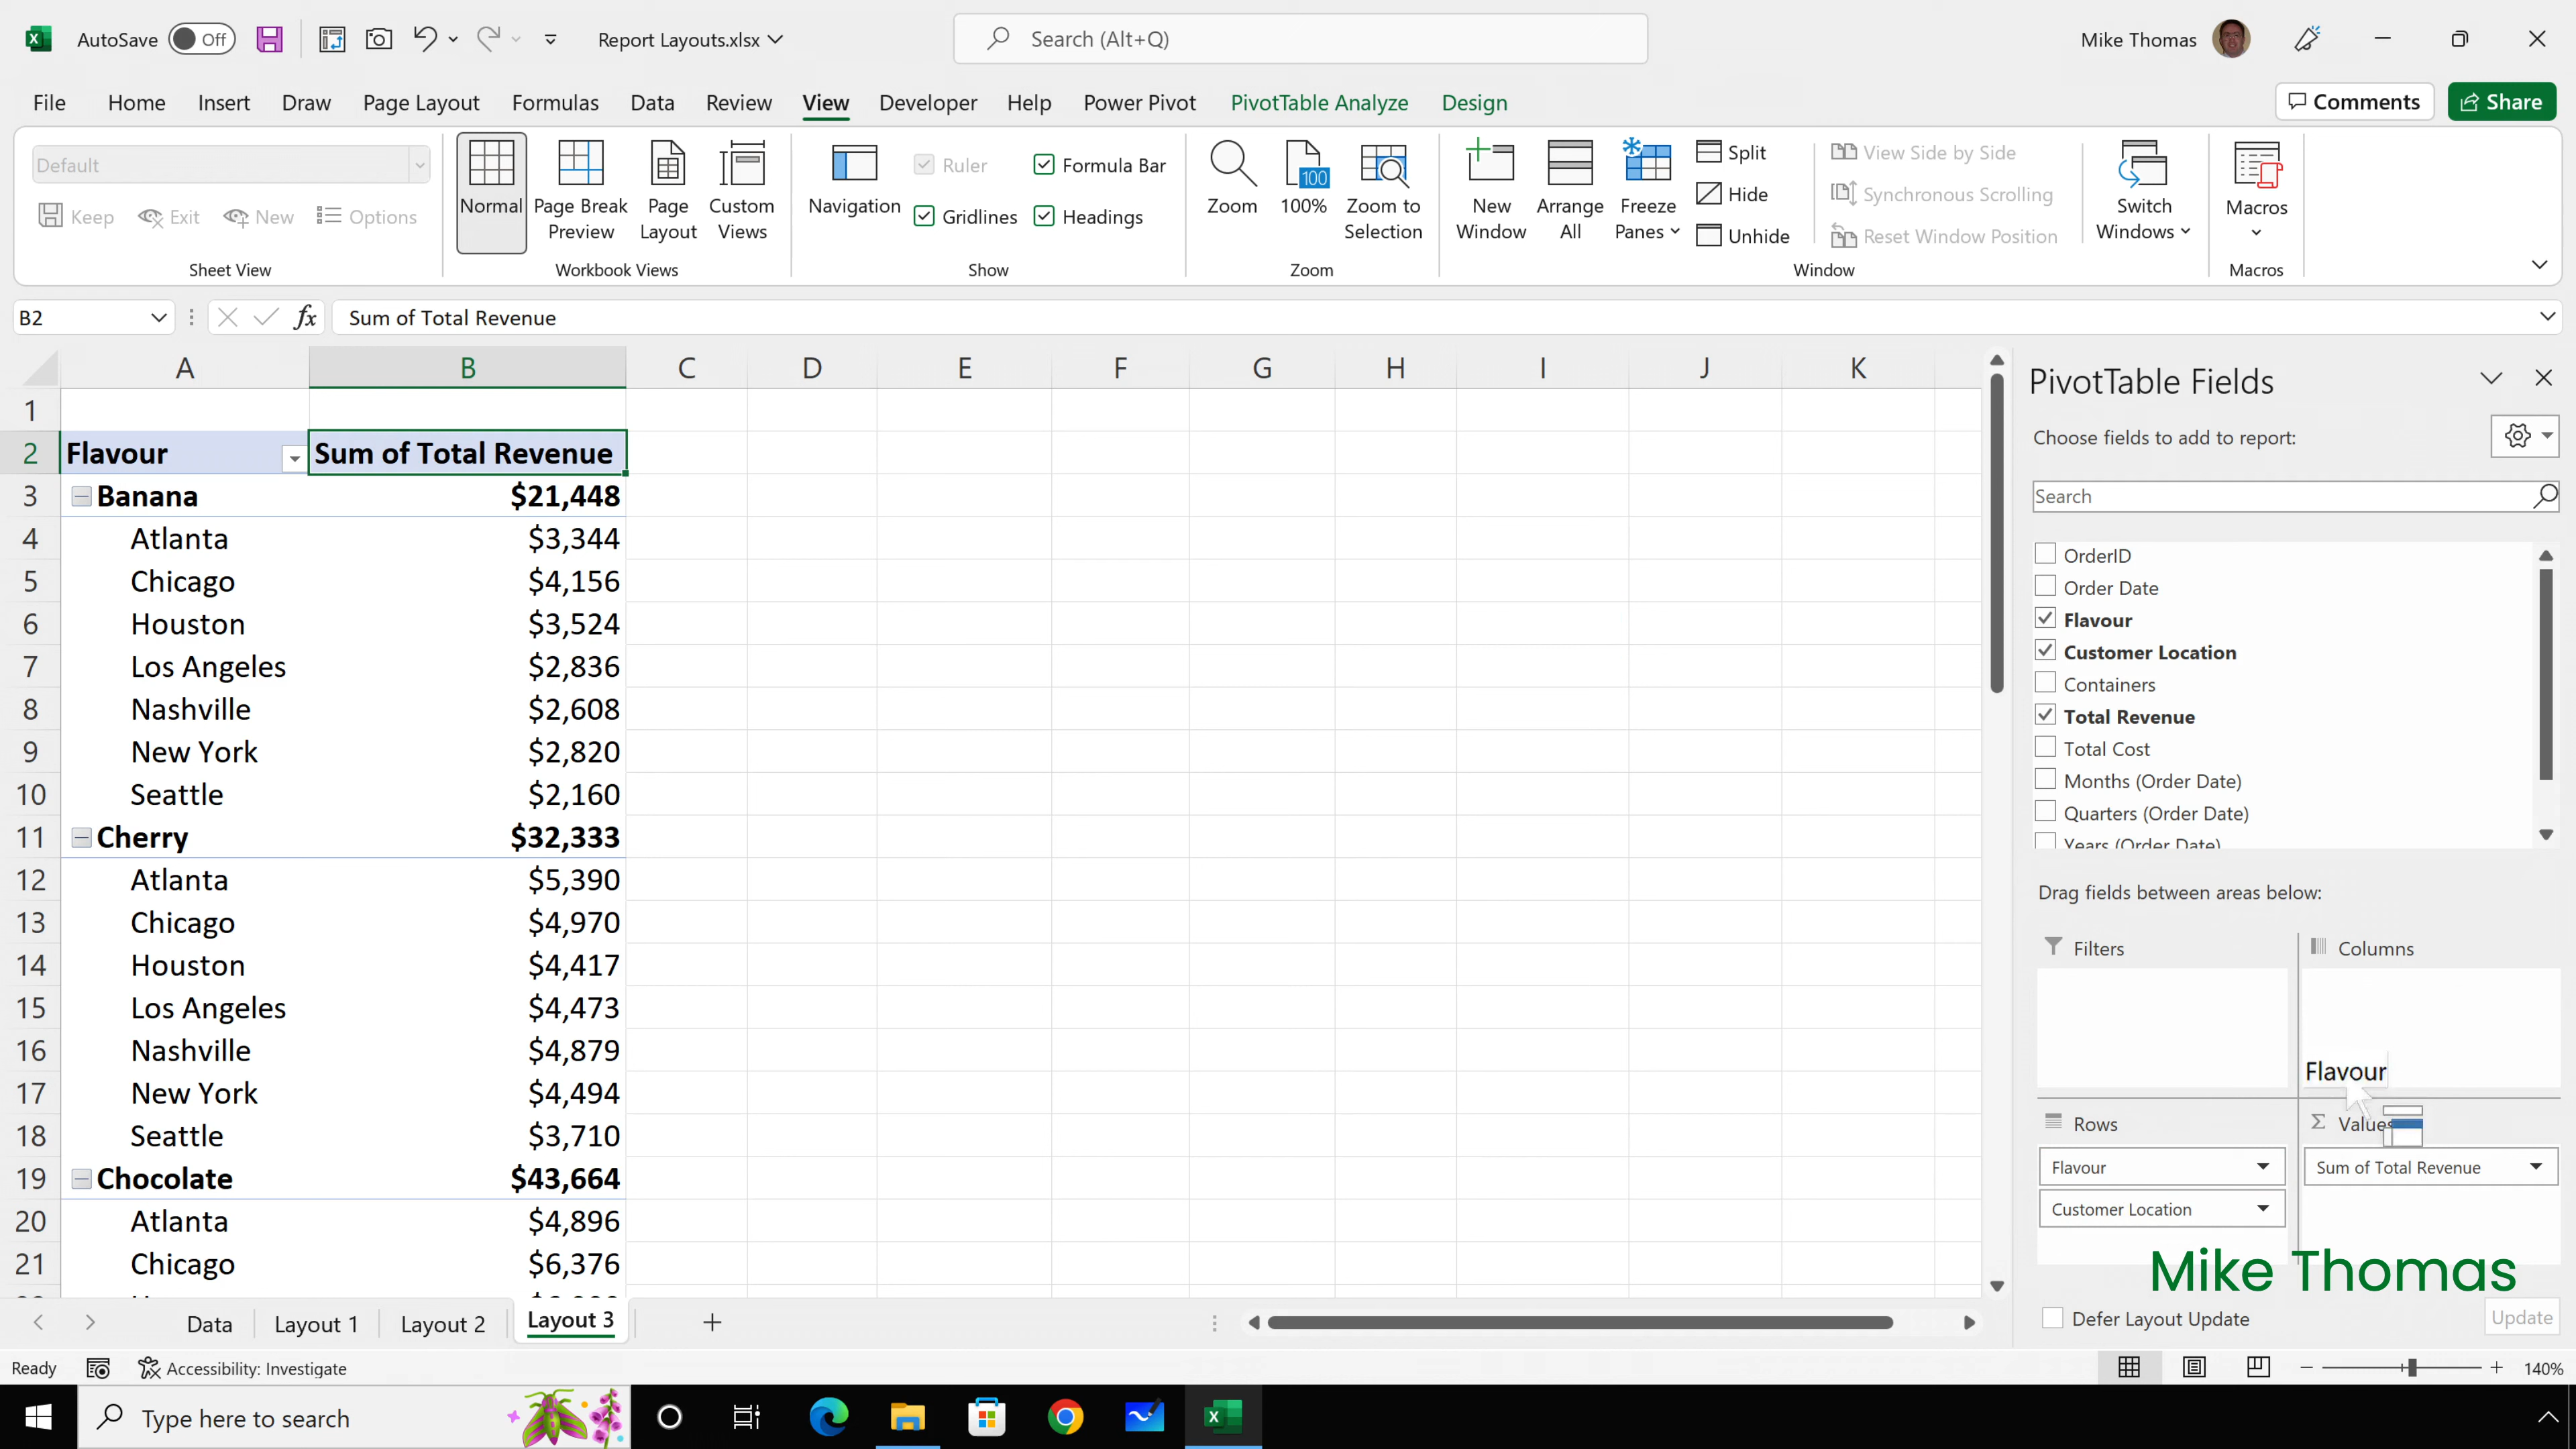 AutoSave Off Report Layouts.xlsx Search (Alt+Q) Mike Thomas
File Home Insert Draw Page Layout Formulas Data Review View Developer Help Power Pivot PivotTable Analyze Design Comments Share
Default
Keep Exit New Options
Sheet View
Normal Page Break Preview Page Layout Custom Views
Workbook Views
Navigation Ruler Formula Bar
Gridlines Headings
Show
Zoom 100% Zoom to Selection
100
Zoom
New Window Arrange All Freeze Panes
Split
Hide
Unhide
View Side by Side
Synchronous Scrolling
Reset Window Position
Switch Windows
Window
Macros
Macros
B2 fx Sum of Total Revenue
A B C D E F G H I J K
1
2 Flavour Sum of Total Revenue
3 Banana $21,448
4 Atlanta $3,344
5 Chicago $4,156
6 Houston $3,524
7 Los Angeles $2,836
8 Nashville $2,608
9 New York $2,820
10 Seattle $2,160
11 Cherry $32,333
12 Atlanta $5,390
13 Chicago $4,970
14 Houston $4,417
15 Los Angeles $4,473
16 Nashville $4,879
17 New York $4,494
18 Seattle $3,710
19 Chocolate $43,664
20 Atlanta $4,896
21 Chicago $6,376
PivotTable Fields
Choose fields to add to report:
Search
OrderID
Order Date
Flavour
Customer Location
Containers
Total Revenue
Total Cost
Months (Order Date)
Quarters (Order Date)
Years (Order Date)
Drag fields between areas below:
Filters Columns
Flavour
Rows Values
Flavour Sum of Total Revenue
Customer Location
Mike Thomas
Defer Layout Update Update
Data Layout 1 Layout 2 Layout 3
Ready Accessibility: Investigate 140%
Type here to search